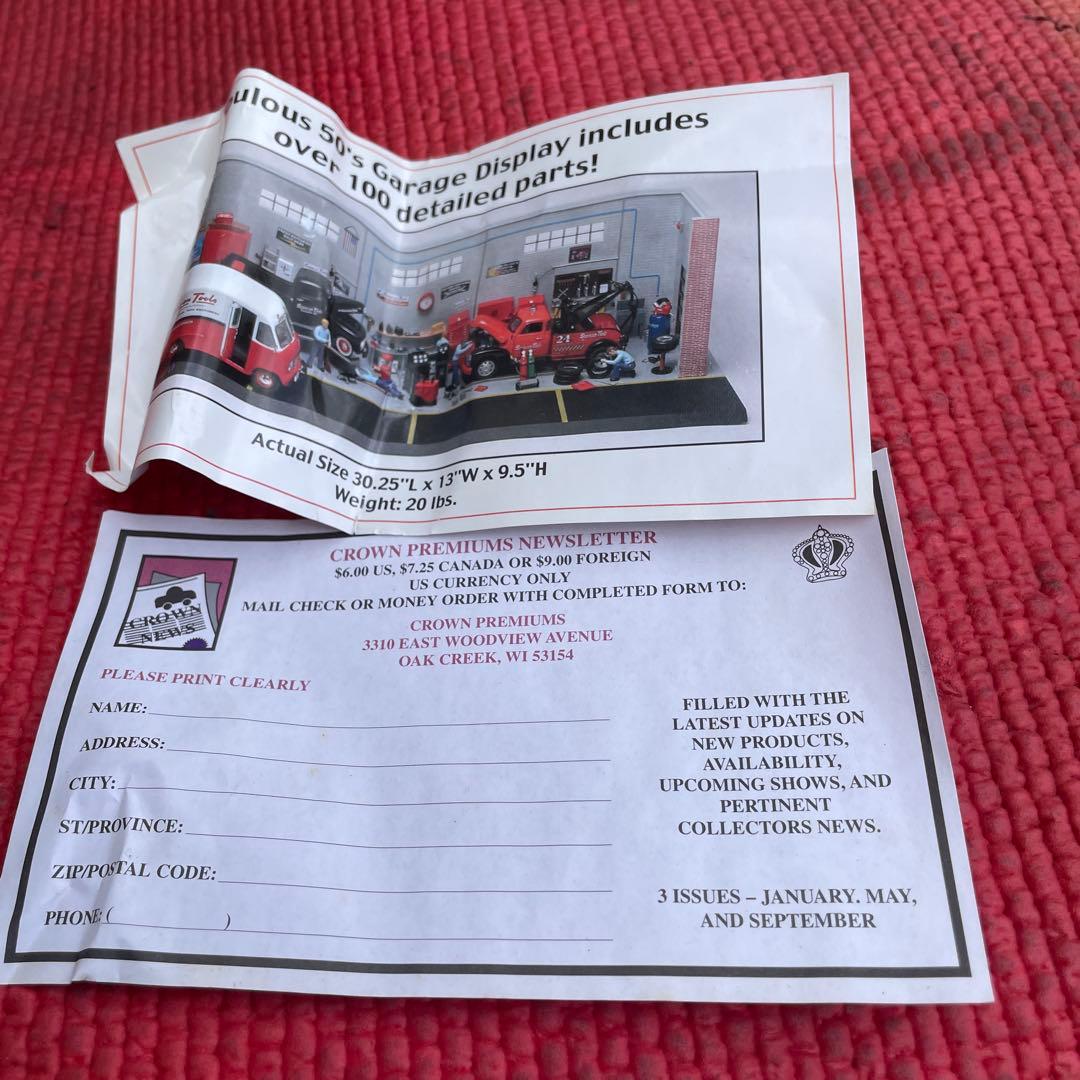 50's Garage Display includes
over 100 detailed parts!
Tools
24
Actual Size 30.25"L x 13"W x 9.5"H
Weight: 20 lbs.
CROWN PREMIUMS NEWSLETTER
$6.00 US, $7.25 CANADA OR $9.00 FOREIGN
US CURRENCY ONLY
MAIL CHECK OR MONEY ORDER WITH COMPLETED FORM TO:
CROWN PREMIUMS
3310 EAST WOODVIEW AVENUE
OAK CREEK, WI 53154
CROWN
NEWS
PLEASE PRINT CLEARLY
NAME:
ADDRESS:
CITY:
ST/PROVINCE:
ZIP/POSTAL CODE:
PHONE: ( )
FILLED WITH THE
LATEST UPDATES ON
NEW PRODUCTS,
AVAILABILITY,
UPCOMING SHOWS, AND
PERTINENT
COLLECTORS NEWS.
3 ISSUES – JANUARY. MAY,
AND SEPTEMBER